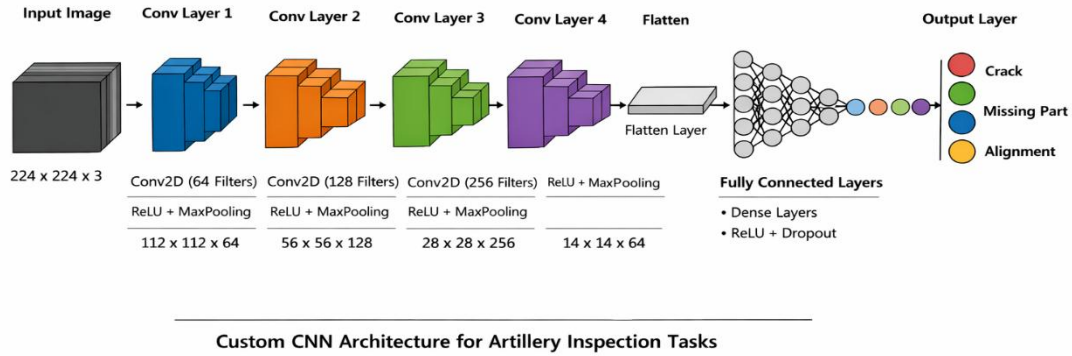 Input Image
Conv Layer 1
Conv Layer 2
Conv Layer 3
Conv Layer 4
Flatten
Output Layer
Crack
Missing Part
Alignment
Flatten Layer
224 x 224 x 3
Conv2D (64 Filters)
ReLU + MaxPooling
112 x 112 x 64
Conv2D (128 Filters)
ReLU + MaxPooling
56 x 56 x 128
Conv2D (256 Filters)
ReLU + MaxPooling
28 x 28 x 256
ReLU + MaxPooling
14 x 14 x 64
Fully Connected Layers
• Dense Layers
• ReLU + Dropout
Custom CNN Architecture for Artillery Inspection Tasks